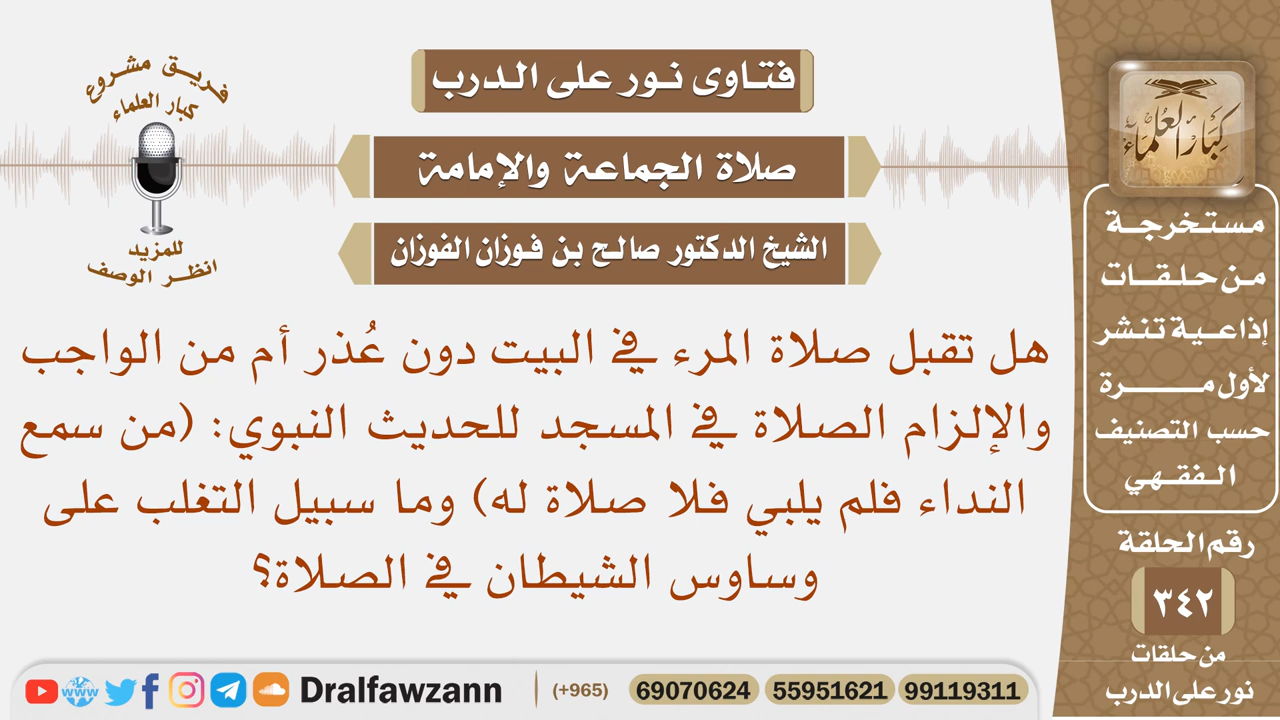 فتاوى نور على الدرب
صلاة الجماعة والإمامة
الشيخ الدكتور صالح بن فوزان الفوزان
فريق مشروع
كبار العلماء
للمزيد
انظر الوصف
هل تقبل صلاة المرء في البيت دون عُذر أم من الواجب
والإلزام الصلاة في المسجد للحديث النبوي: (من سمع
النداء فلم يلبي فلا صلاة له) وما سبيل التغلب على
وساوس الشيطان في الصلاة؟
كِبَار العُلَمَاء
مستخرجة
من حلقات
إذاعية تنشر
لأول مرة
حسب التصنيف
الفقهي
رقم الحلقة
٣٤٢
من حلقات
نور على الدرب
www Dralfawzann (+965) 69070624 55951621 99119311